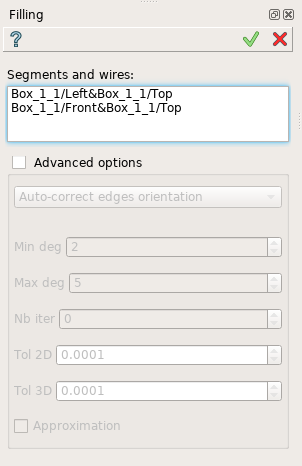 Filling
Segments and wires:
Box_1_1/Left&Box_1_1/Top
Box_1_1/Front&Box_1_1/Top
Advanced options
Auto-correct edges orientation
Min deg 2
Max deg 5
Nb iter 0
Tol 2D 0.0001
Tol 3D 0.0001
Approximation